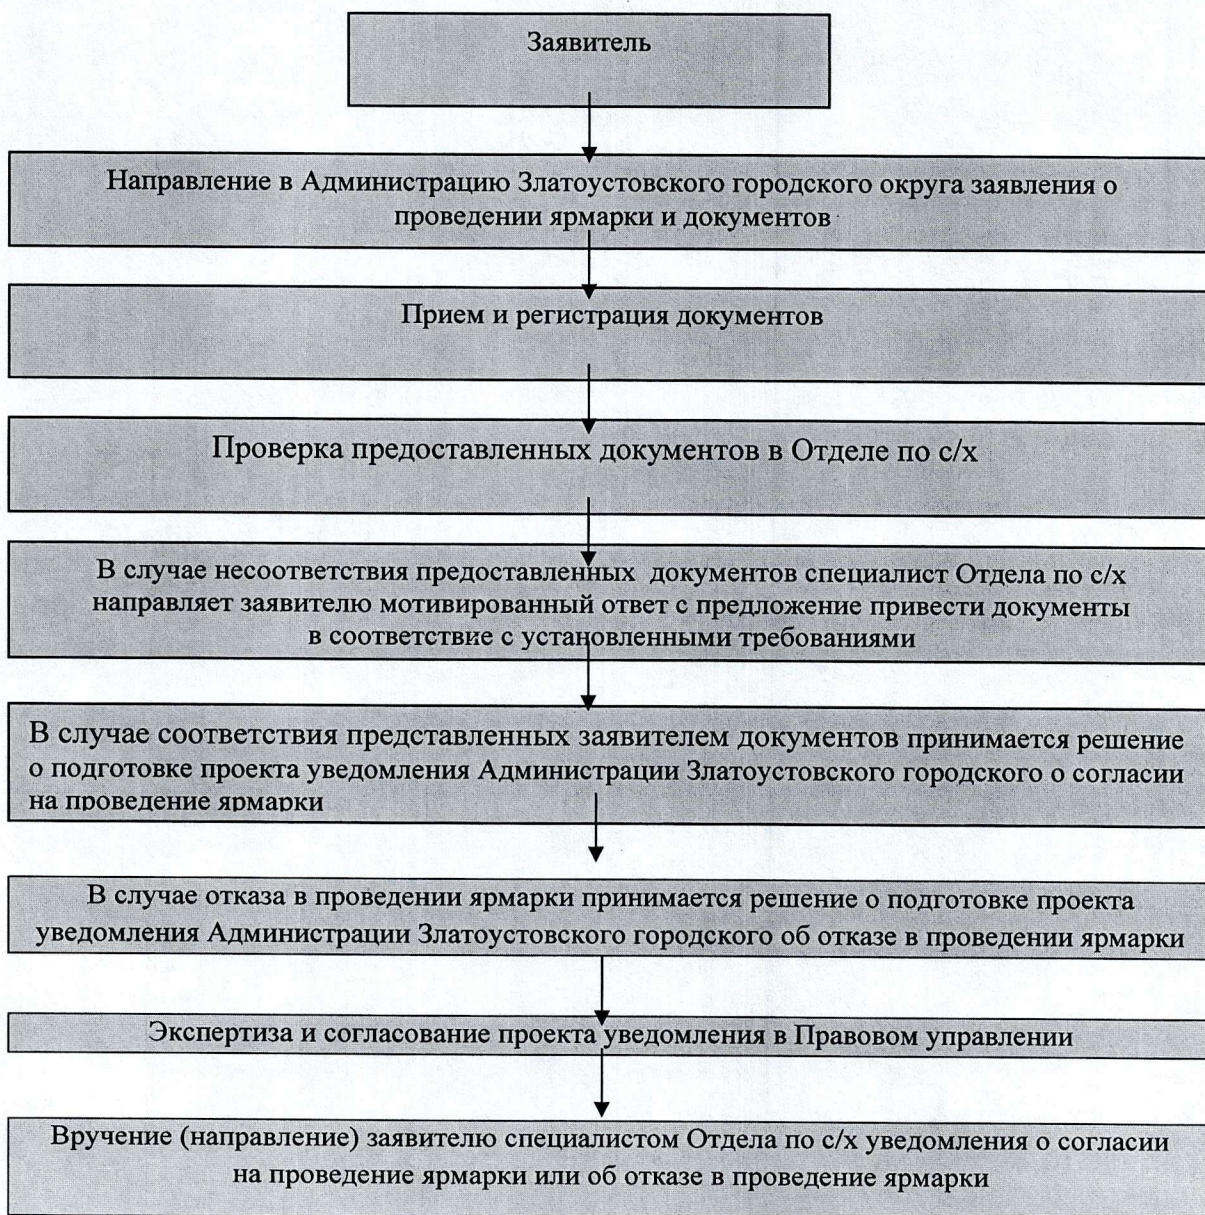 Заявитель
Направление в Администрацию Златоустовского городского округа заявления о
проведении ярмарки и документов
Прием и регистрация документов
Проверка предоставленных документов в Отделе по с/х
В случае несоответствия предоставленных документов специалист Отдела по с/х
направляет заявителю мотивированный ответ с предложение привести документы
в соответствие с установленными требованиями
В случае соответствия представленных заявителем документов принимается решение
о подготовке проекта уведомления Администрации Златоустовского городского о согласии
на проведение ярмарки
В случае отказа в проведении ярмарки принимается решение о подготовке проекта
уведомления Администрации Златоустовского городского об отказе в проведении ярмарки
Экспертиза и согласование проекта уведомления в Правовом управлении
Вручение (направление) заявителю специалистом Отдела по с/х уведомления о согласии
на проведение ярмарки или об отказе в проведение ярмарки